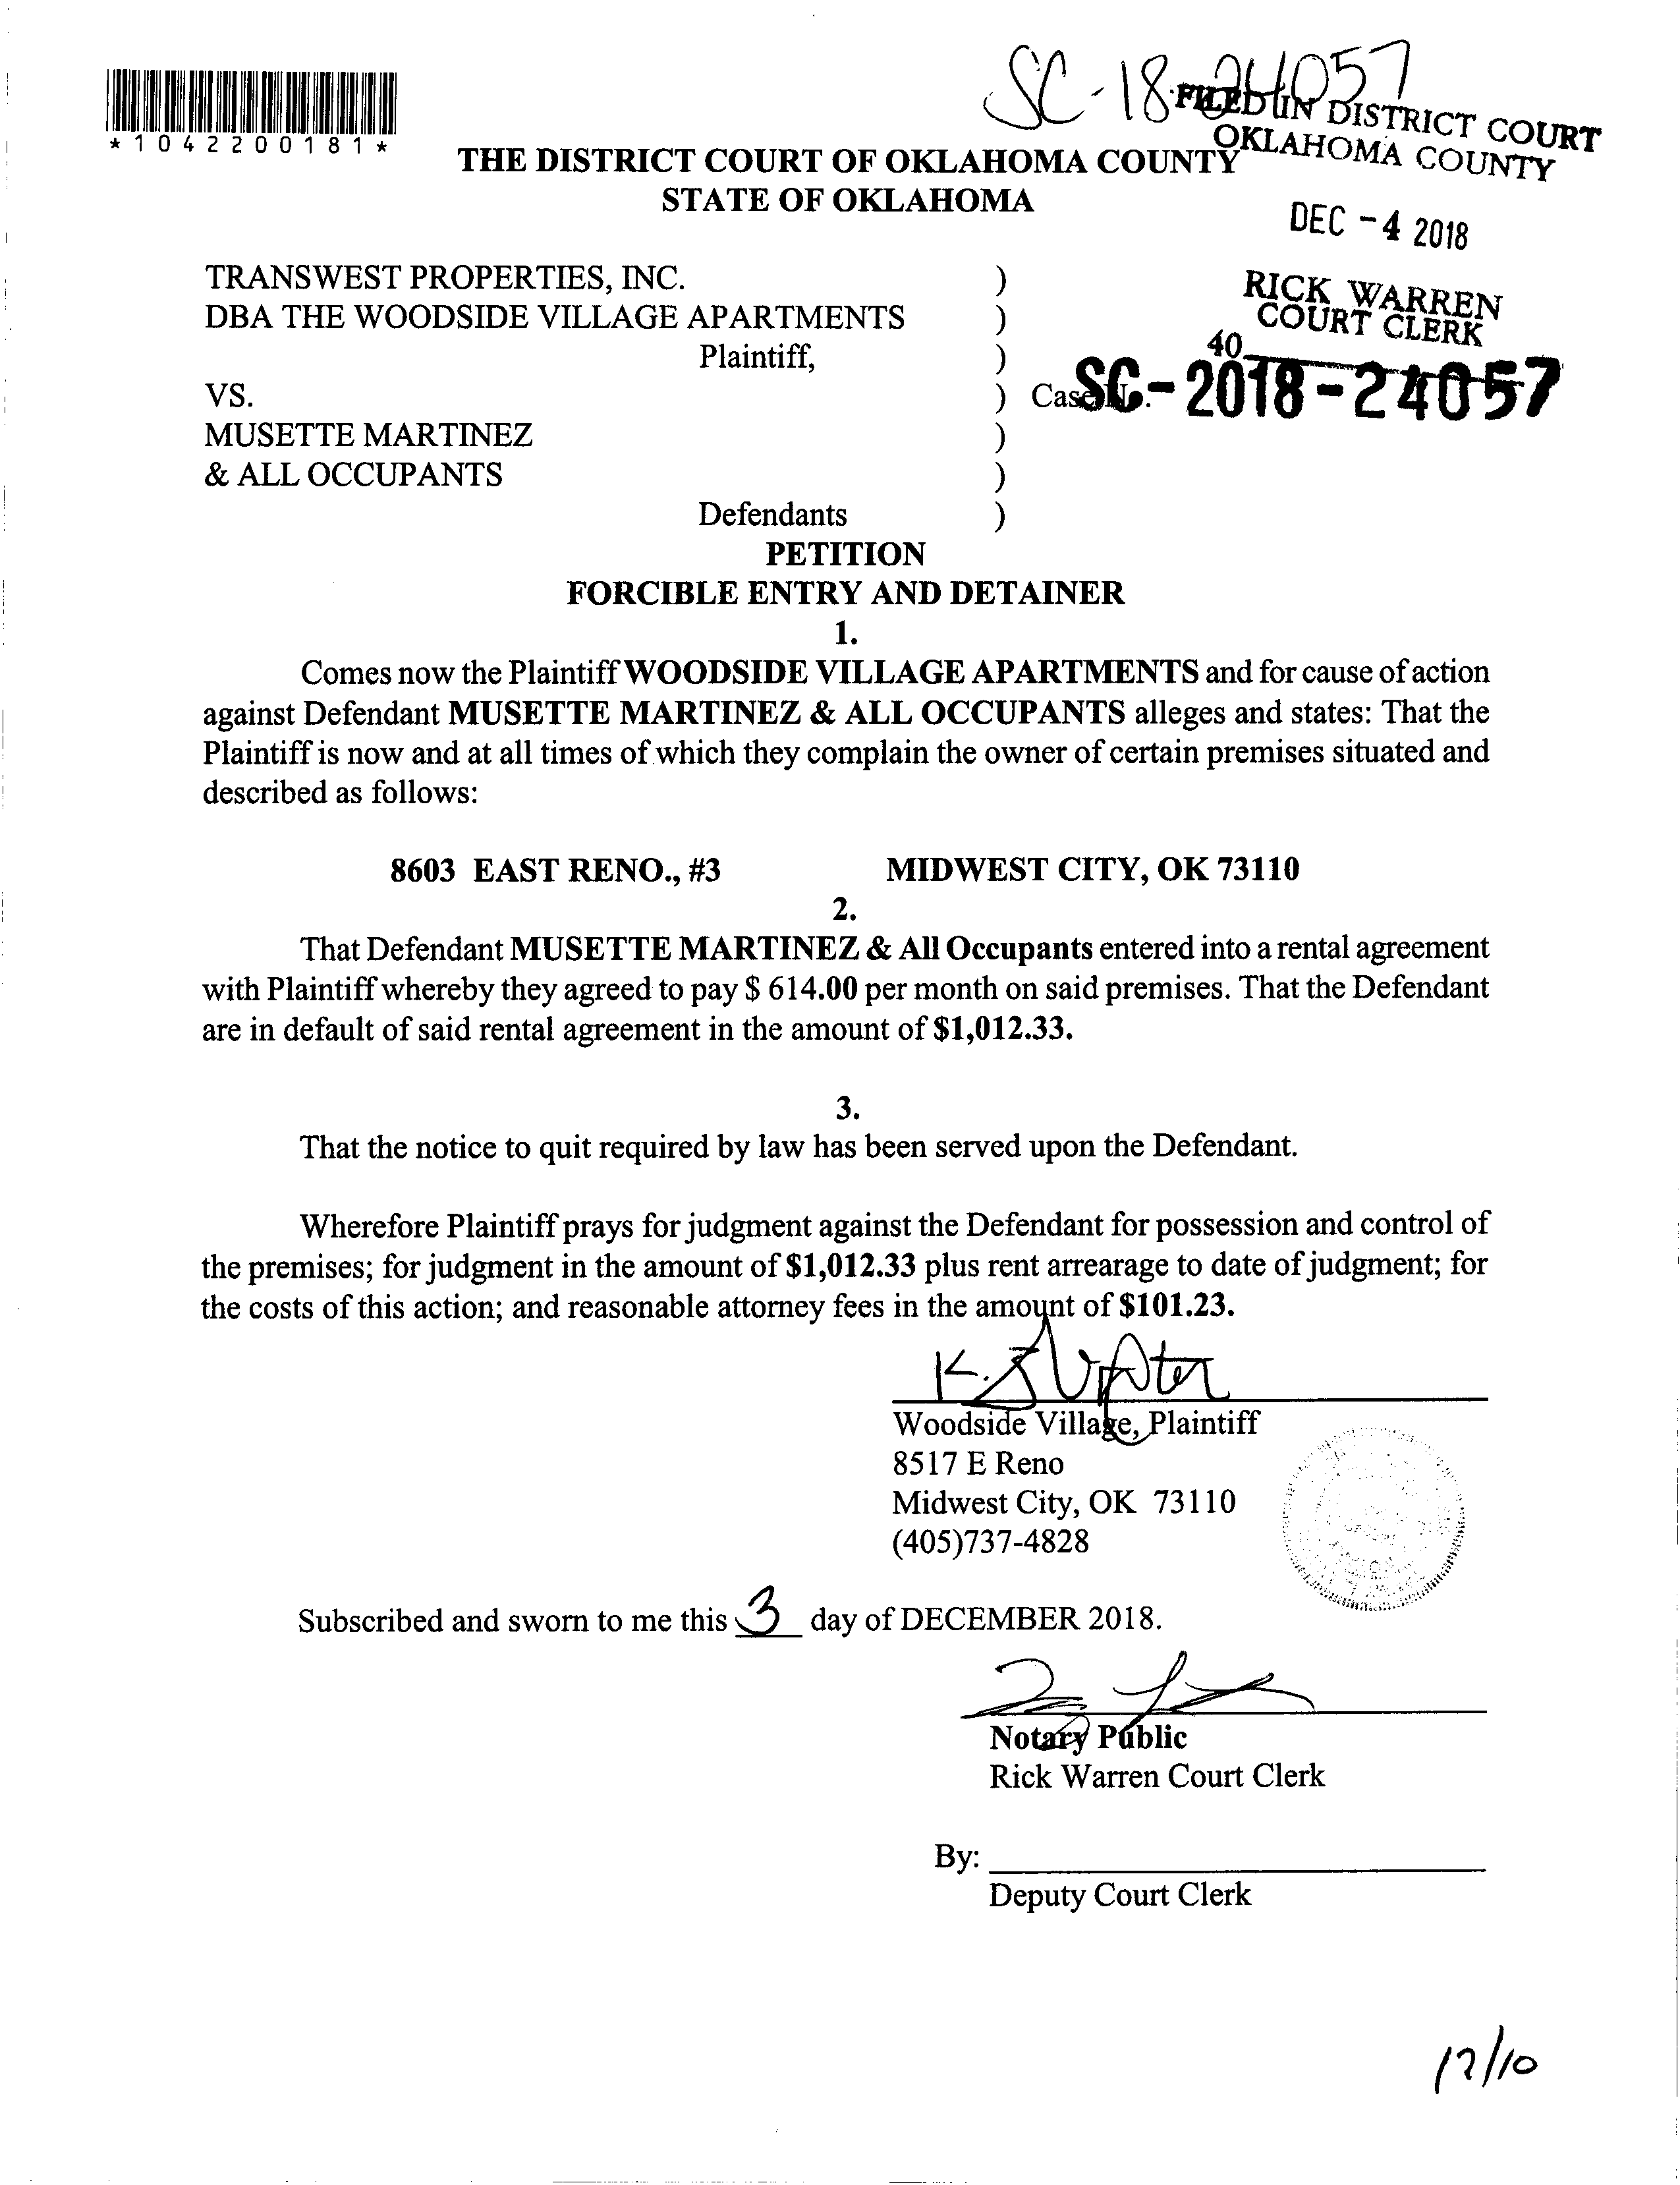 SC-18-24057
FILED IN DISTRICT COURT
OKLAHOMA COUNTY
*1042200181*
THE DISTRICT COURT OF OKLAHOMA COUNTY
STATE OF OKLAHOMA
DEC -4 2018
TRANSWEST PROPERTIES, INC. )
DBA THE WOODSIDE VILLAGE APARTMENTS )
RICK WARREN
COURT CLERK
40
Plaintiff, )
VS. ) Case No.: SC-2018-24057
MUSETTE MARTINEZ )
& ALL OCCUPANTS )
Defendants )
PETITION
FORCIBLE ENTRY AND DETAINER
1.
Comes now the Plaintiff WOODSIDE VILLAGE APARTMENTS and for cause of action
against Defendant MUSETTE MARTINEZ & ALL OCCUPANTS alleges and states: That the
Plaintiff is now and at all times of which they complain the owner of certain premises situated and
described as follows:
8603 EAST RENO., #3 MIDWEST CITY, OK 73110
2.
That Defendant MUSETTE MARTINEZ & All Occupants entered into a rental agreement
with Plaintiff whereby they agreed to pay $ 614.00 per month on said premises. That the Defendant
are in default of said rental agreement in the amount of $1,012.33.
3.
That the notice to quit required by law has been served upon the Defendant.
Wherefore Plaintiff prays for judgment against the Defendant for possession and control of
the premises; for judgment in the amount of $1,012.33 plus rent arrearage to date of judgment; for
the costs of this action; and reasonable attorney fees in the amount of $101.23.
Woodside Village, Plaintiff
8517 E Reno
Midwest City, OK 73110
(405)737-4828
Subscribed and sworn to me this 3 day of DECEMBER 2018.
Notary Public
Rick Warren Court Clerk
By:
Deputy Court Clerk
12/10